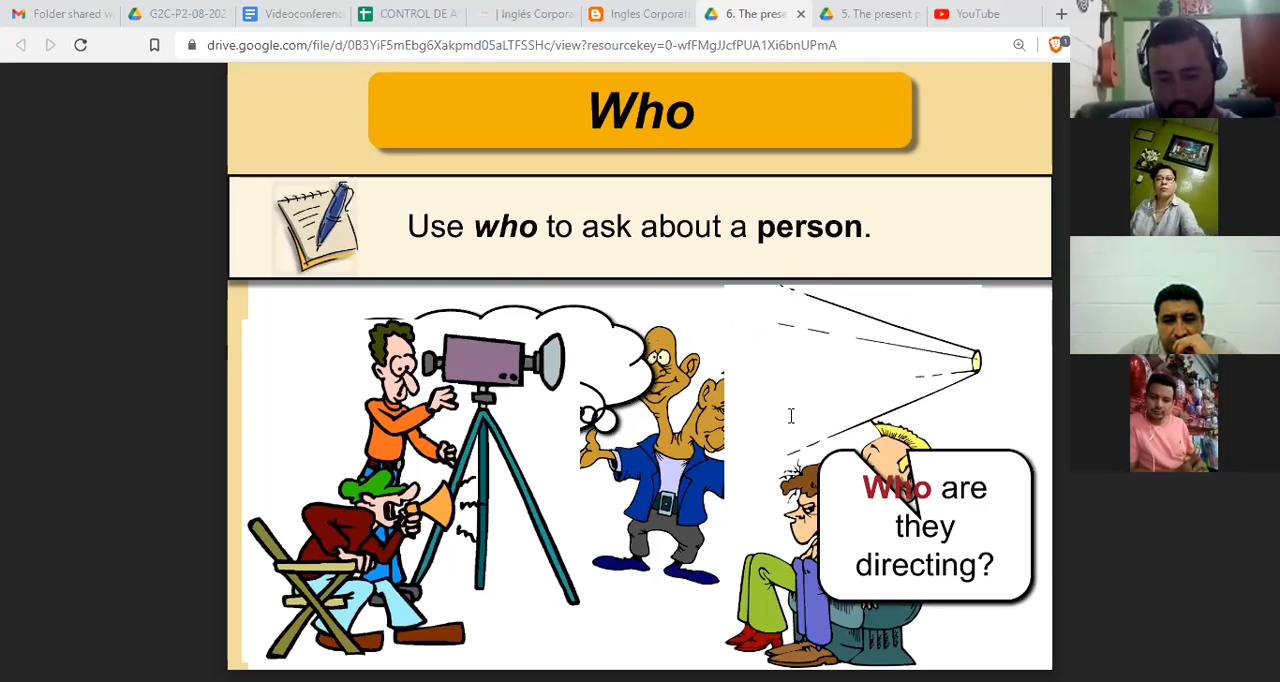 Folder shared w
G2C-P2-08-202
Videoconferenc
CONTROL DE A
Inglés Corpora
Ingles Corporat
6. The prese
5. The present p
YouTube
drive.google.com/file/d/0B3YiF5mEbg6Xakpmd05aLTFSSHc/view?resourcekey=0-wfFMgJJcfPUA1Xi6bnUPmA
1
Who
Use who to ask about a person.
Who are
they
directing?